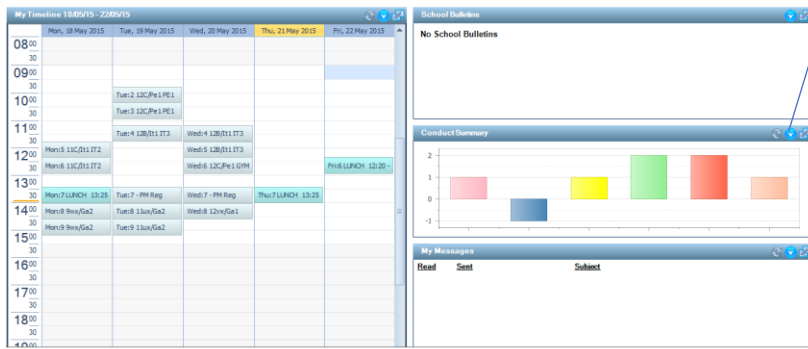 My Timeline 18/05/15 - 22/05/15
Mon, 18 May 2015 Tue, 19 May 2015 Wed, 20 May 2015 Thu, 21 May 2015 Fri, 22 May 2015
08 00
30
09 00
30
Tue:2 12C/Pe1 PE1
10 00
Tue:3 12C/Pe1 PE1
30
11 00
Tue:4 12B/It1 IT3 Wed:4 12B/It1 IT3
30
Mon:5 11C/It1 IT2 Wed:5 12B/It1 IT3
12 00
Mon:6 11C/It1 IT2 Wed:6 12C/Pe1 GYM Fri:6 LUNCH 12:20 -
30
13 00
30
Mon:7 LUNCH 13:25 Tue:7 - PM Reg Wed:7 - PM Reg Thu:7 LUNCH 13:25
14 00
Mon:8 9wx/Ga2 Tue:8 11ux/Ga2 Wed:8 12vx/Ga1
30
Mon:9 9wx/Ga2 Tue:9 11ux/Ga2
15 00
30
16 00
30
17 00
30
18 00
30
19 00
School Bulletins
No School Bulletins
Conduct Summary
2
1
0
-1
My Messages
Read Sent Subject